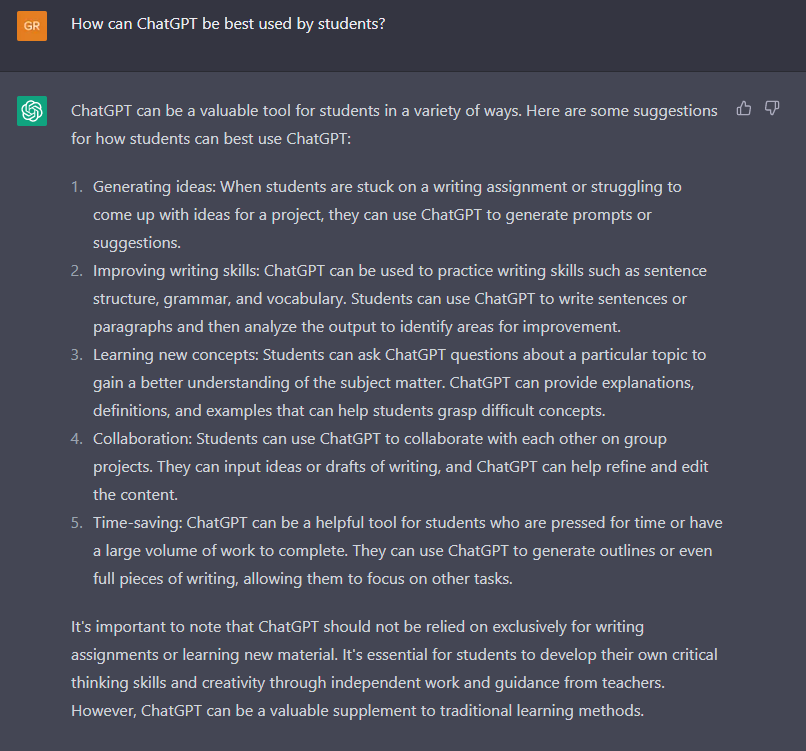 GR
How can ChatGPT be best used by students?
ChatGPT can be a valuable tool for students in a variety of ways. Here are some suggestions
for how students can best use ChatGPT:
1. Generating ideas: When students are stuck on a writing assignment or struggling to
come up with ideas for a project, they can use ChatGPT to generate prompts or
suggestions.
2. Improving writing skills: ChatGPT can be used to practice writing skills such as sentence
structure, grammar, and vocabulary. Students can use ChatGPT to write sentences or
paragraphs and then analyze the output to identify areas for improvement.
3. Learning new concepts: Students can ask ChatGPT questions about a particular topic to
gain a better understanding of the subject matter. ChatGPT can provide explanations,
definitions, and examples that can help students grasp difficult concepts.
4. Collaboration: Students can use ChatGPT to collaborate with each other on group
projects. They can input ideas or drafts of writing, and ChatGPT can help refine and edit
the content.
5. Time-saving: ChatGPT can be a helpful tool for students who are pressed for time or have
a large volume of work to complete. They can use ChatGPT to generate outlines or even
full pieces of writing, allowing them to focus on other tasks.
It's important to note that ChatGPT should not be relied on exclusively for writing
assignments or learning new material. It's essential for students to develop their own critical
thinking skills and creativity through independent work and guidance from teachers.
However, ChatGPT can be a valuable supplement to traditional learning methods.